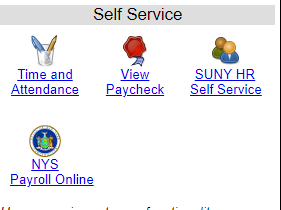 Self Service
Time and Attendance
View Paycheck
SUNY HR Self Service
NYS Payroll Online